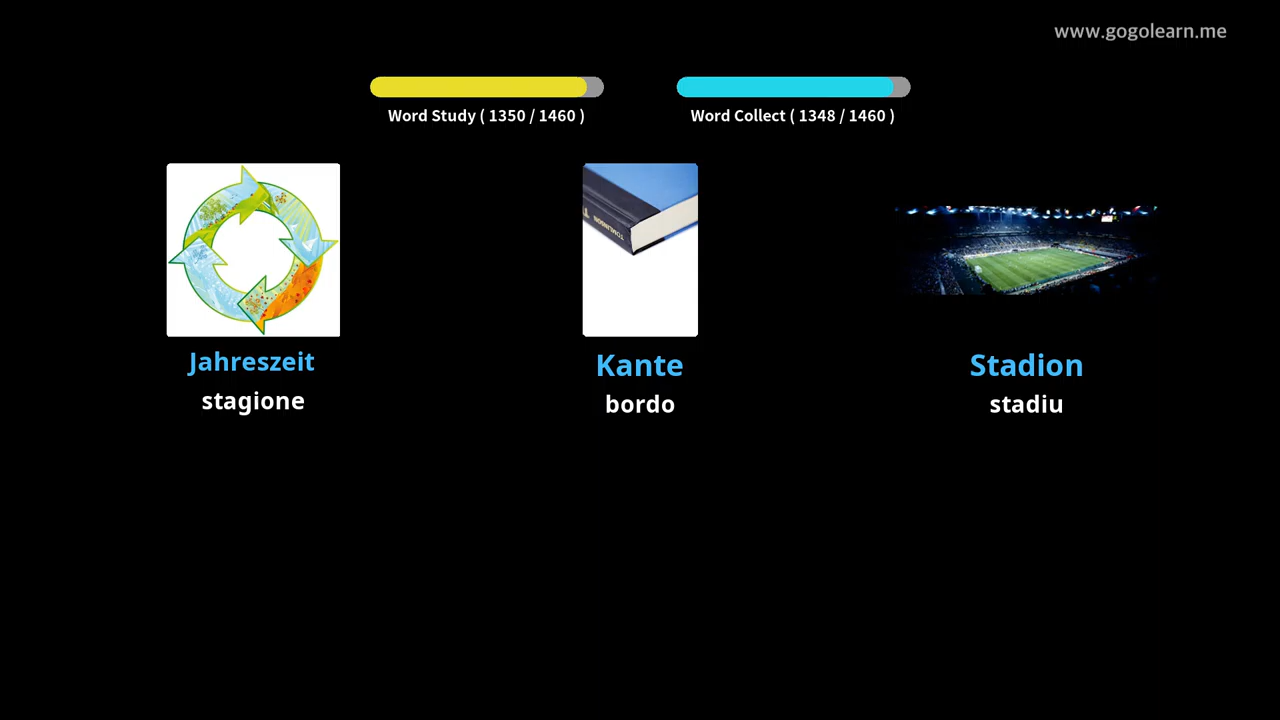 www.gogolearn.me
Word Study ( 1350 / 1460 )
Word Collect ( 1348 / 1460 )
Jahreszeit
stagione
Kante
bordo
Stadion
stadiu